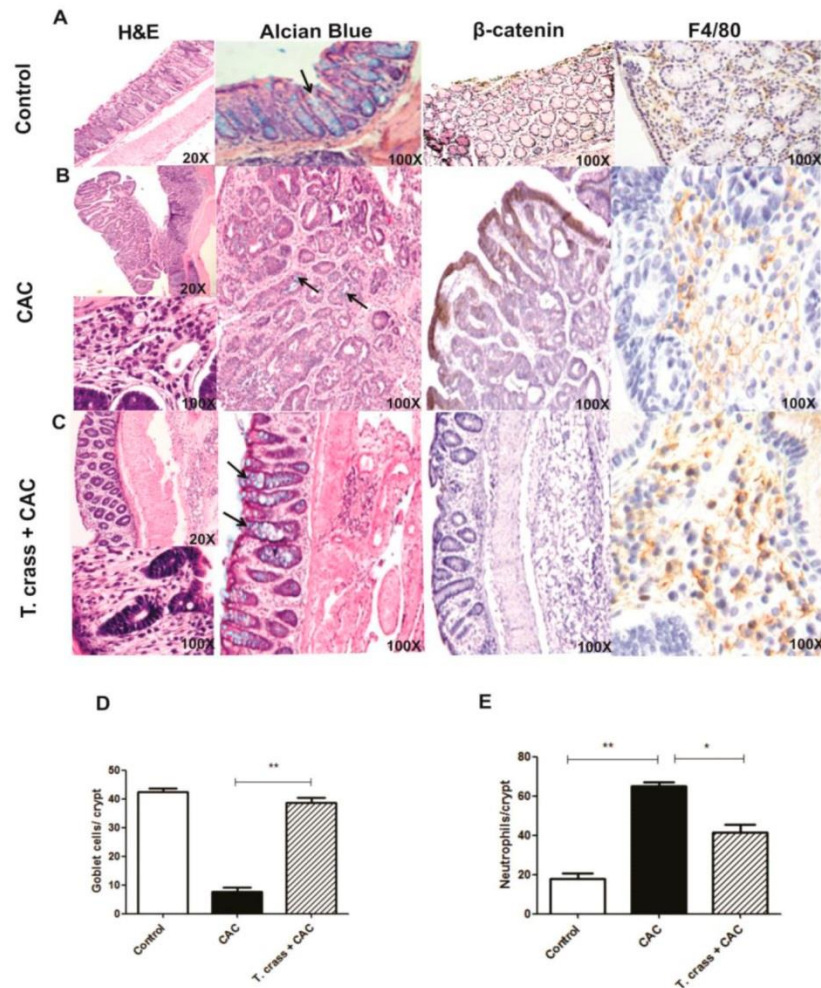 A
H&E
Alcian Blue
β-catenin
F4/80
Control
20X
100X
100X
100X
B
CAC
20X
100X
100X
100X
100X
C
T. crass + CAC
20X
100X
100X
100X
100X
D
E
**
Goblet cells/ crypt
50
40
30
20
10
0
Control
CAC
T. crass + CAC
**
*
Neutrophils/crypt
80
60
40
20
0
Control
CAC
T. crass + CAC